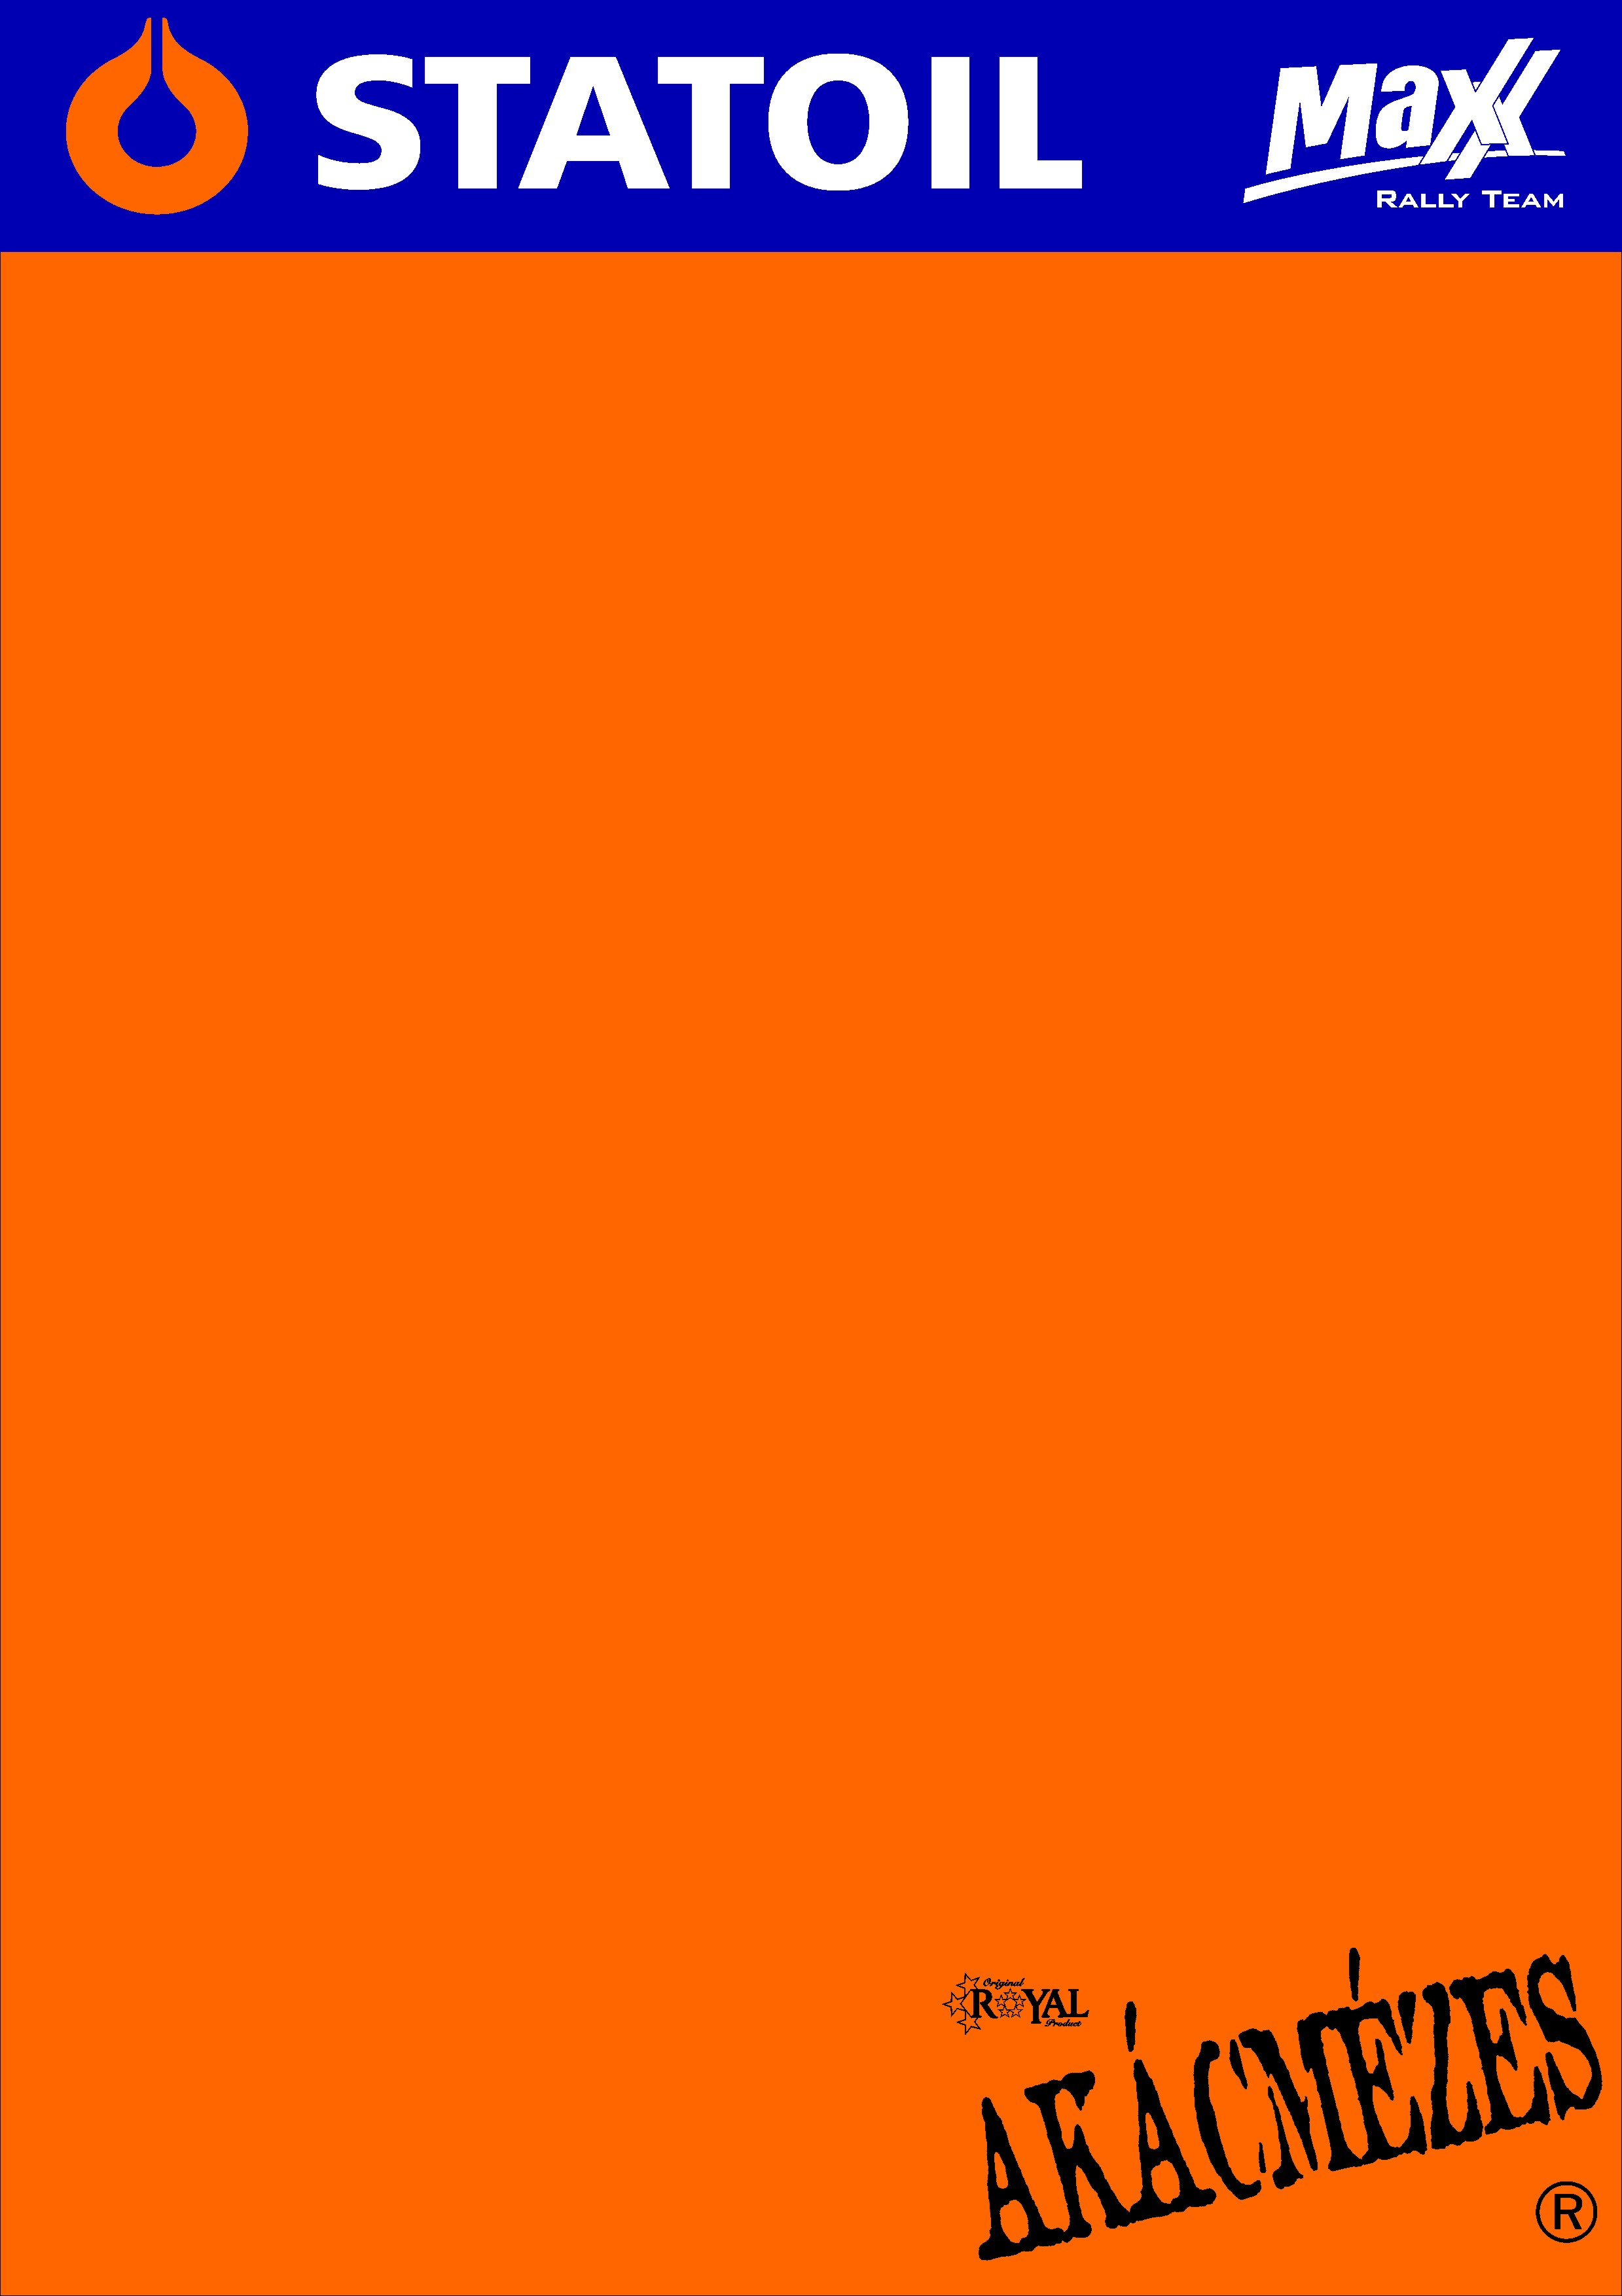 STATOIL
Maxx
RALLY TEAM
Original
ROYAL
Product
AKÁCMÉZES
®